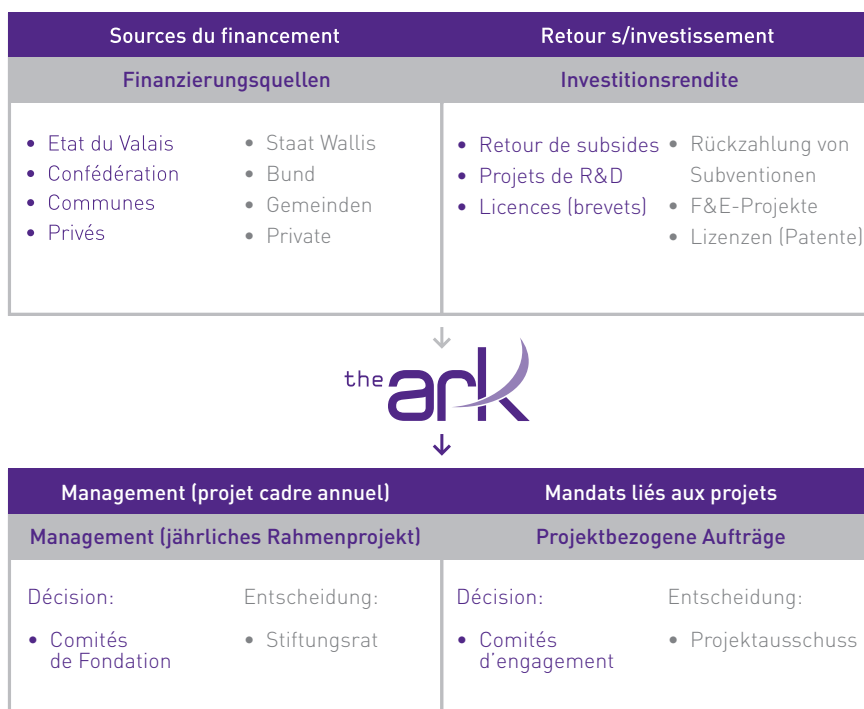 Sources du financement
Retour s/investissement
Finanzierungsquellen
Investitionsrendite
• Etat du Valais
• Confédération
• Communes
• Privés
• Staat Wallis
• Bund
• Gemeinden
• Private
• Retour de subsides
• Projets de R&D
• Licences (brevets)
• Rückzahlung von
Subventionen
• F&E-Projekte
• Lizenzen (Patente)
the ark
Management (projet cadre annuel)
Mandats liés aux projets
Management (jährliches Rahmenprojekt)
Projektbezogene Aufträge
Décision:
• Comités
de Fondation
Entscheidung:
• Stiftungsrat
Décision:
• Comités
d'engagement
Entscheidung:
• Projektausschuss